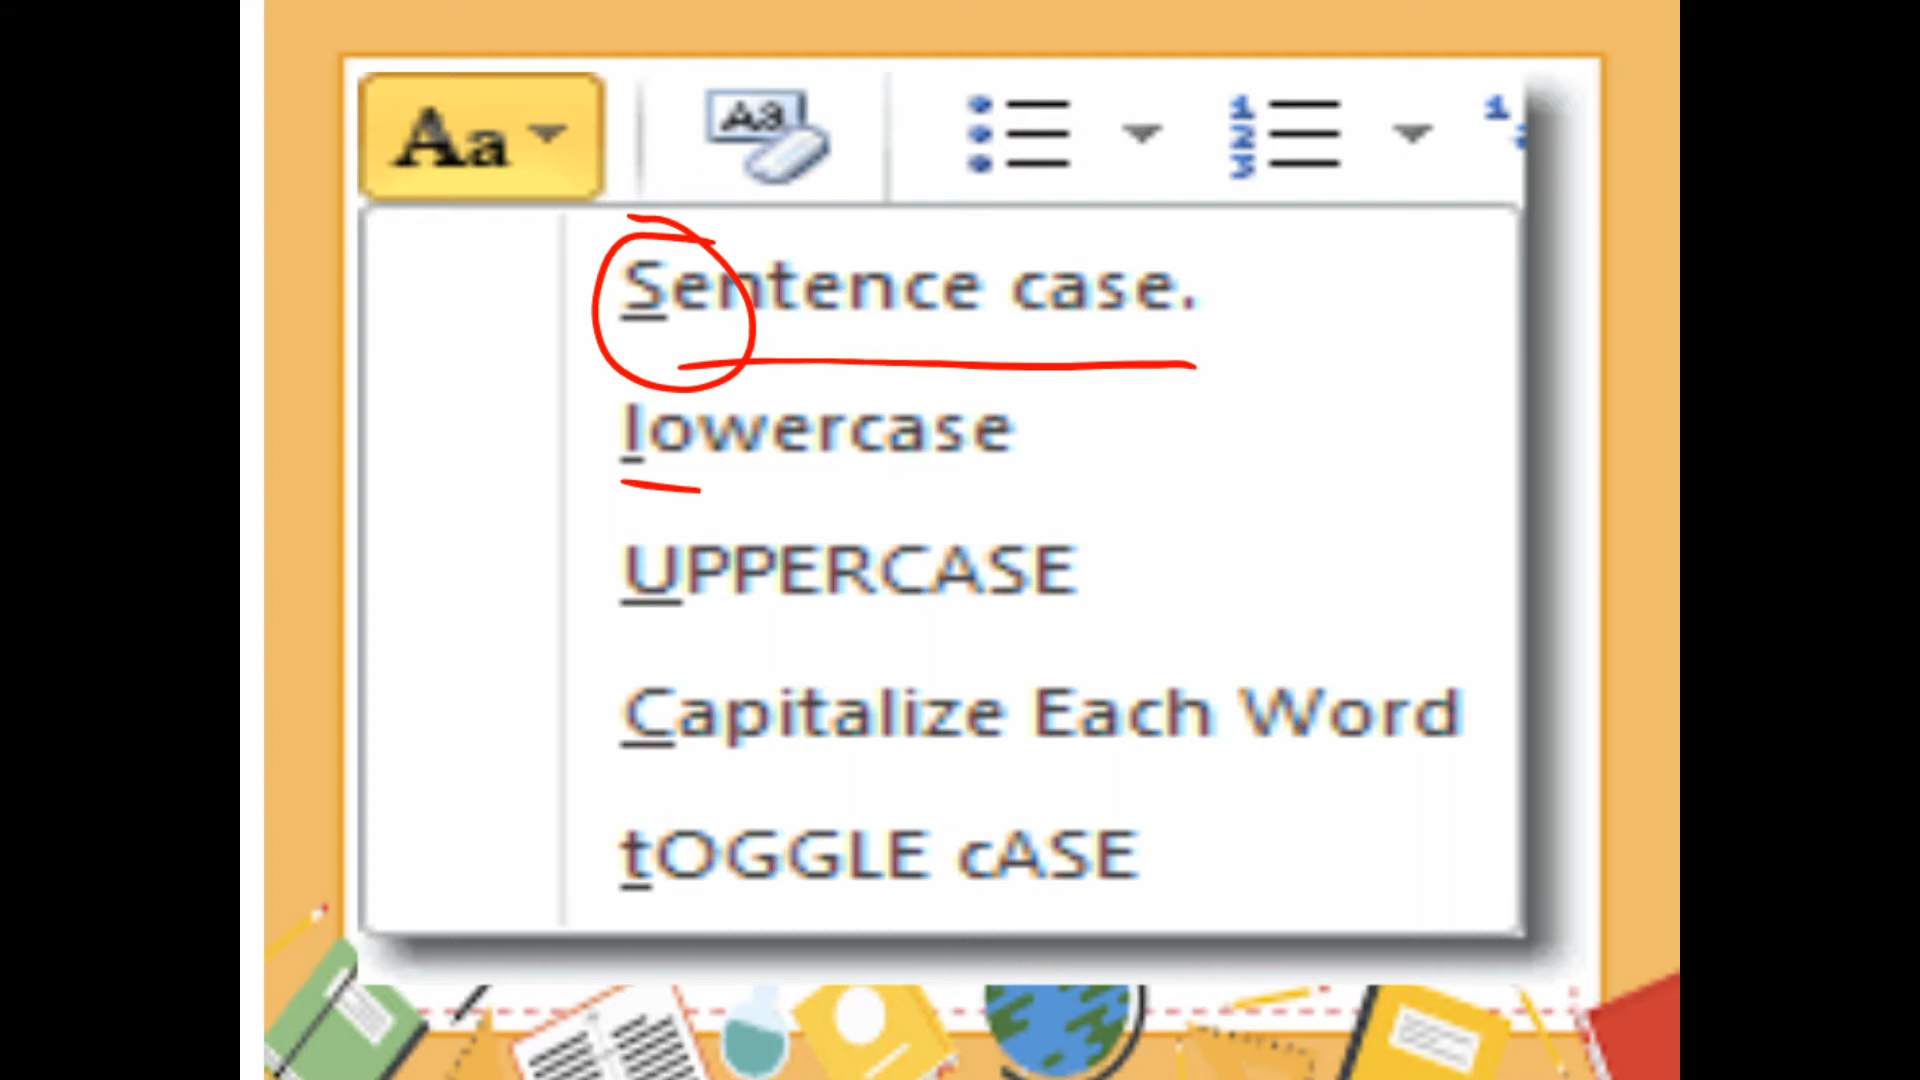 Aa
Sentence case.
lowercase
UPPERCASE
Capitalize Each Word
tOGGLE cASE